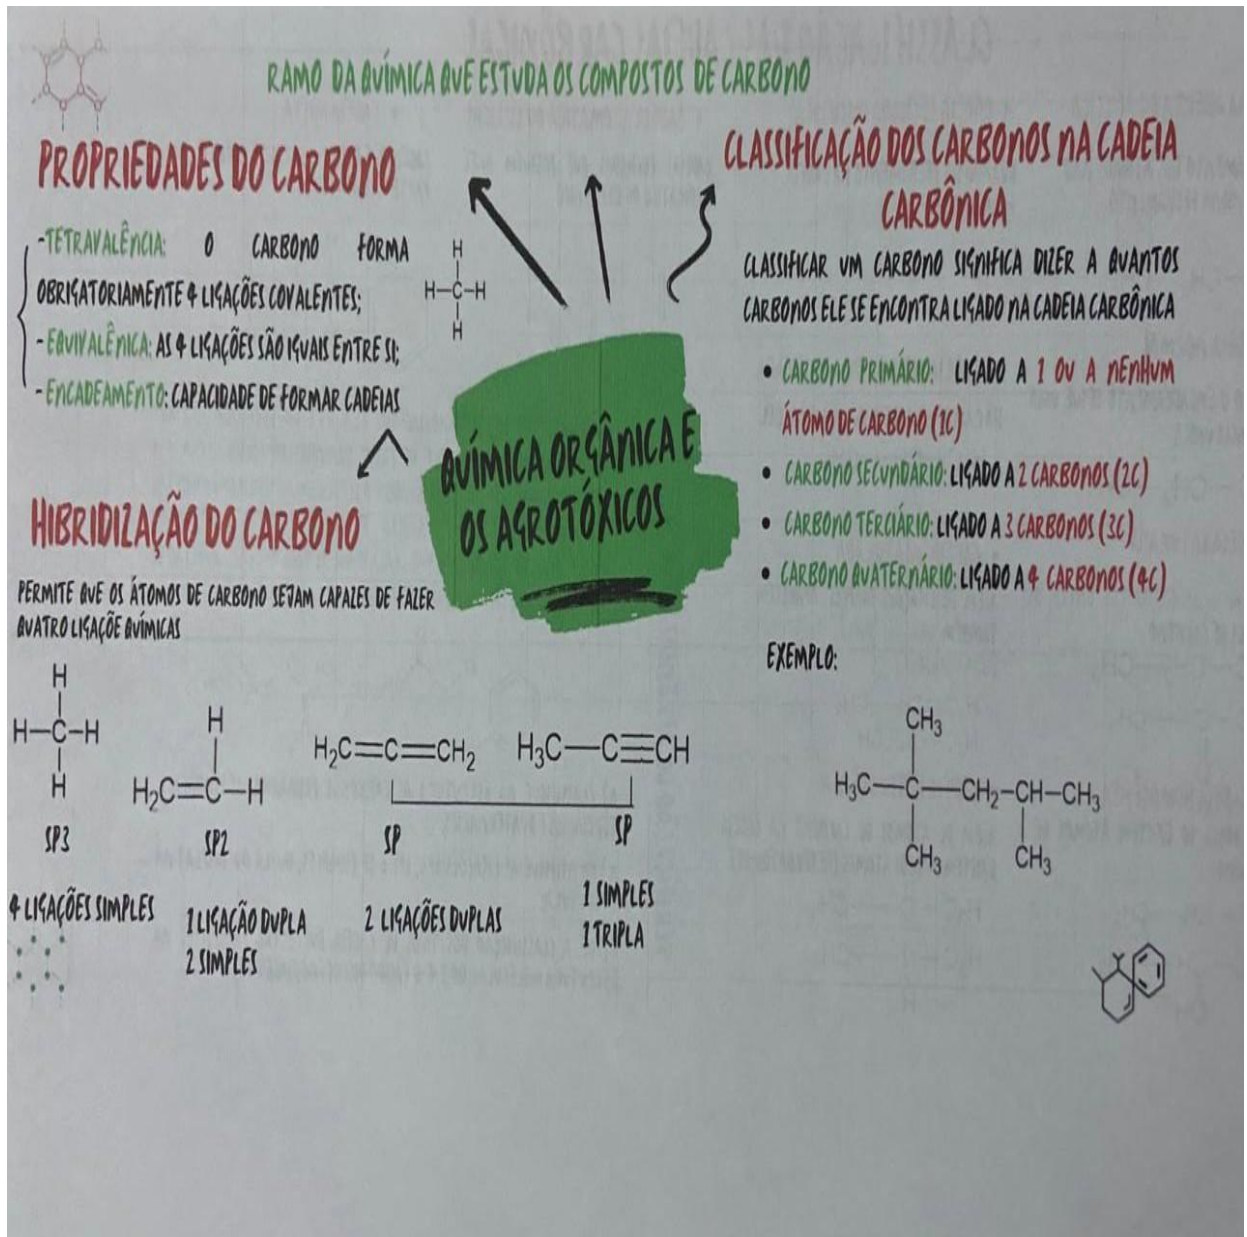 RAMO DA QUÍMICA QUE ESTUDA OS COMPOSTOS DE CARBONO
PROPRIEDADES DO CARBONO
-TETRAVALÊNCIA: O CARBONO FORMA
OBRIGATORIAMENTE 4 LIGAÇÕES COVALENTES;
- EQUIVALÊNICA: AS 4 LIGAÇÕES SÃO IGUAIS ENTRE SI;
- ENCADEAMENTO: CAPACIDADE DE FORMAR CADEIAS
H
H—C—H
H
CLASSIFICAÇÃO DOS CARBONOS NA CADEIA
CARBÔNICA
CLASSIFICAR UM CARBONO SIGNIFICA DIZER A QUANTOS
CARBONOS ELE SE ENCONTRA LIGADO NA CADEIA CARBÔNICA
• CARBONO PRIMÁRIO: LIGADO A 1 OU A NENHUM
ÁTOMO DE CARBONO (1C)
• CARBONO SECUNDÁRIO: LIGADO A 2 CARBONOS (2C)
• CARBONO TERCIÁRIO: LIGADO A 3 CARBONOS (3C)
• CARBONO QUATERNÁRIO: LIGADO A 4 CARBONOS (4C)
EXEMPLO:
CH₃
H₃C—C—CH₂—CH—CH₃
CH₃ CH₃
QUÍMICA ORGÂNICA E
OS AGROTÓXICOS
HIBRIDIZAÇÃO DO CARBONO
PERMITE QUE OS ÁTOMOS DE CARBONO SEJAM CAPAZES DE FAZER
QUATRO LIGAÇÕE QUÍMICAS
H
H—C—H
H
SP3
4 LIGAÇÕES SIMPLES
H
H₂C=C—H
SP2
1 LIGAÇÃO DUPLA
2 SIMPLES
H₂C=C=CH₂
SP
2 LIGAÇÕES DUPLAS
H₃C—C≡CH
SP
1 SIMPLES
1 TRIPLA